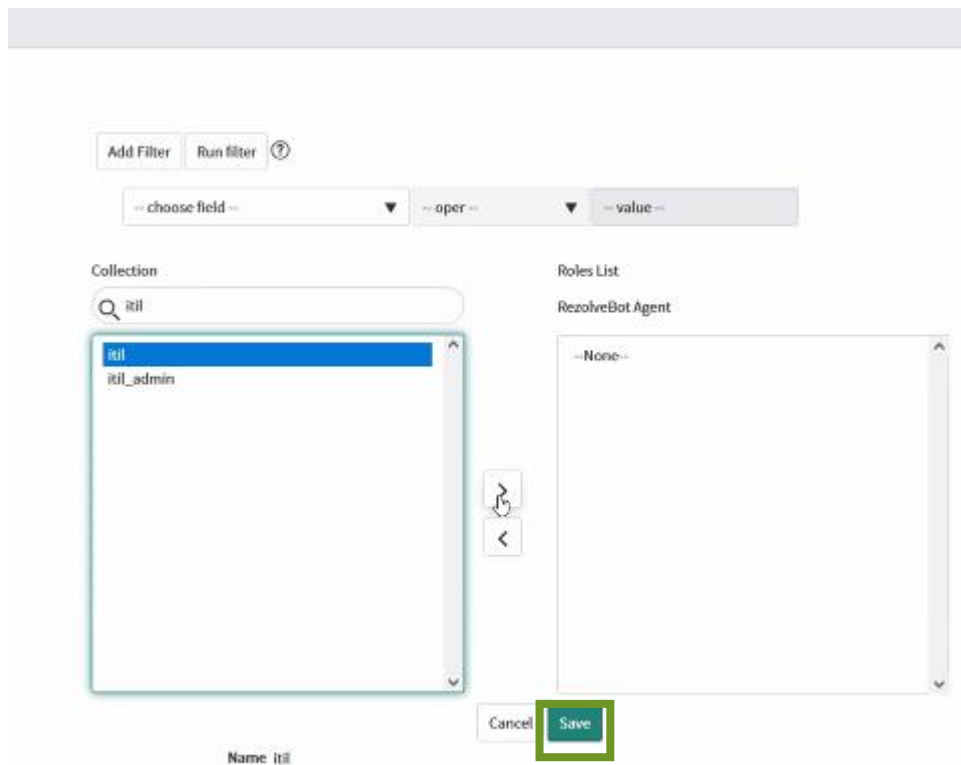 Add Filter Run filter ?
-- choose field -- -- oper -- -- value --
Collection
itil
itil
itil_admin
Roles List
RezolveBot Agent
--None--
>
<
Cancel Save
Name itil